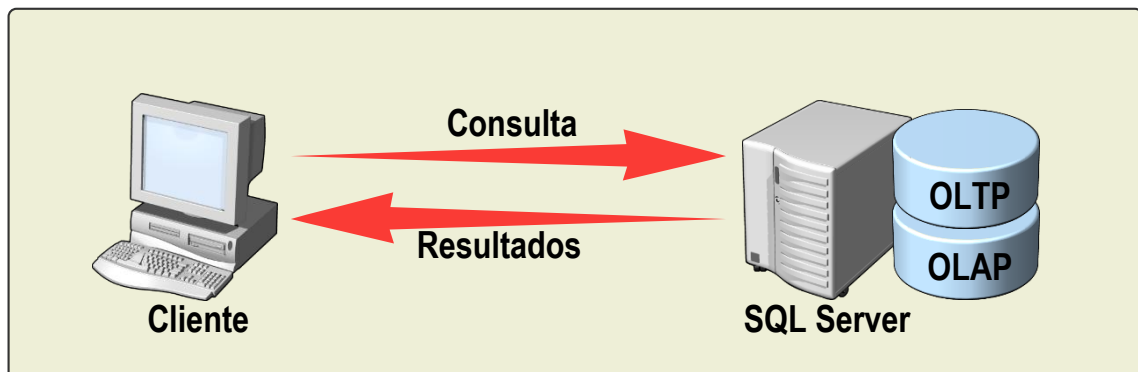 Consulta
OLTP
Resultados
OLAP
Cliente
SQL Server